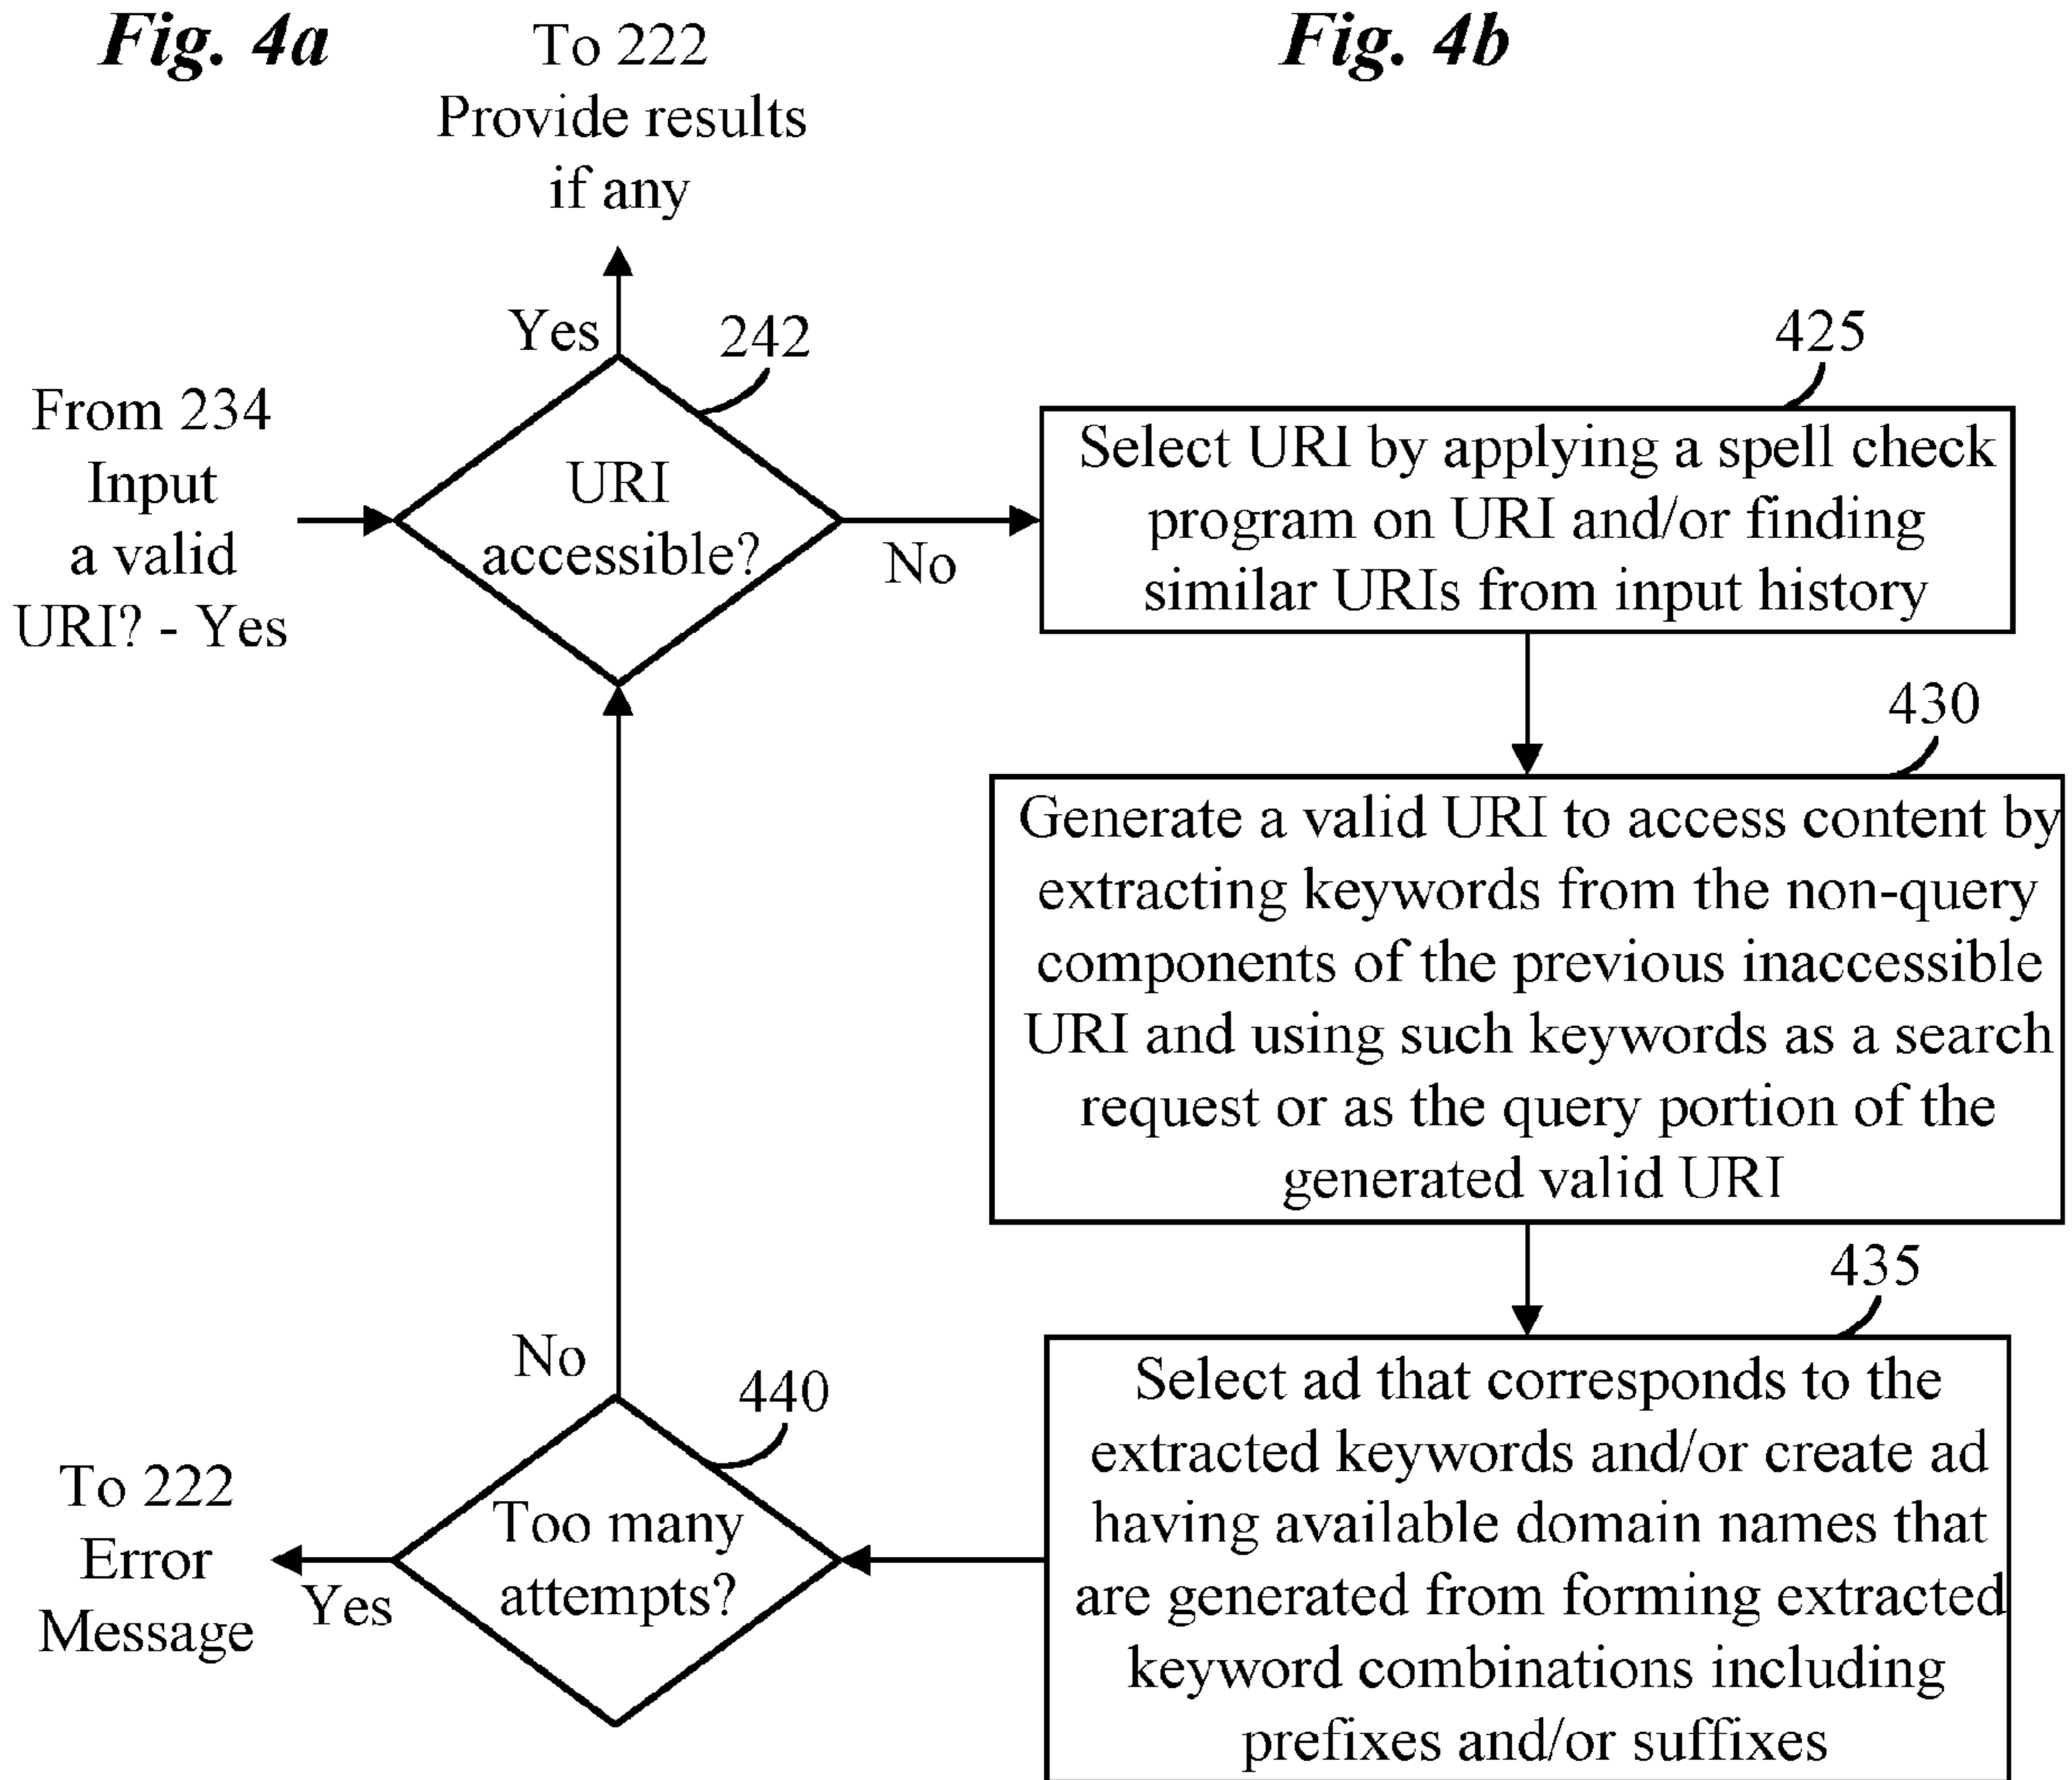 Fig. 4a
Fig. 4b
To 222
Provide results
if any
Yes
242
From 234
Input
a valid
URI? - Yes
URI
accessible?
No
425
Select URI by applying a spell check
program on URI and/or finding
similar URIs from input history
430
Generate a valid URI to access content by
extracting keywords from the non-query
components of the previous inaccessible
URI and using such keywords as a search
request or as the query portion of the
generated valid URI
435
Select ad that corresponds to the
extracted keywords and/or create ad
having available domain names that
are generated from forming extracted
keyword combinations including
prefixes and/or suffixes
No
440
Too many
attempts?
Yes
To 222
Error
Message